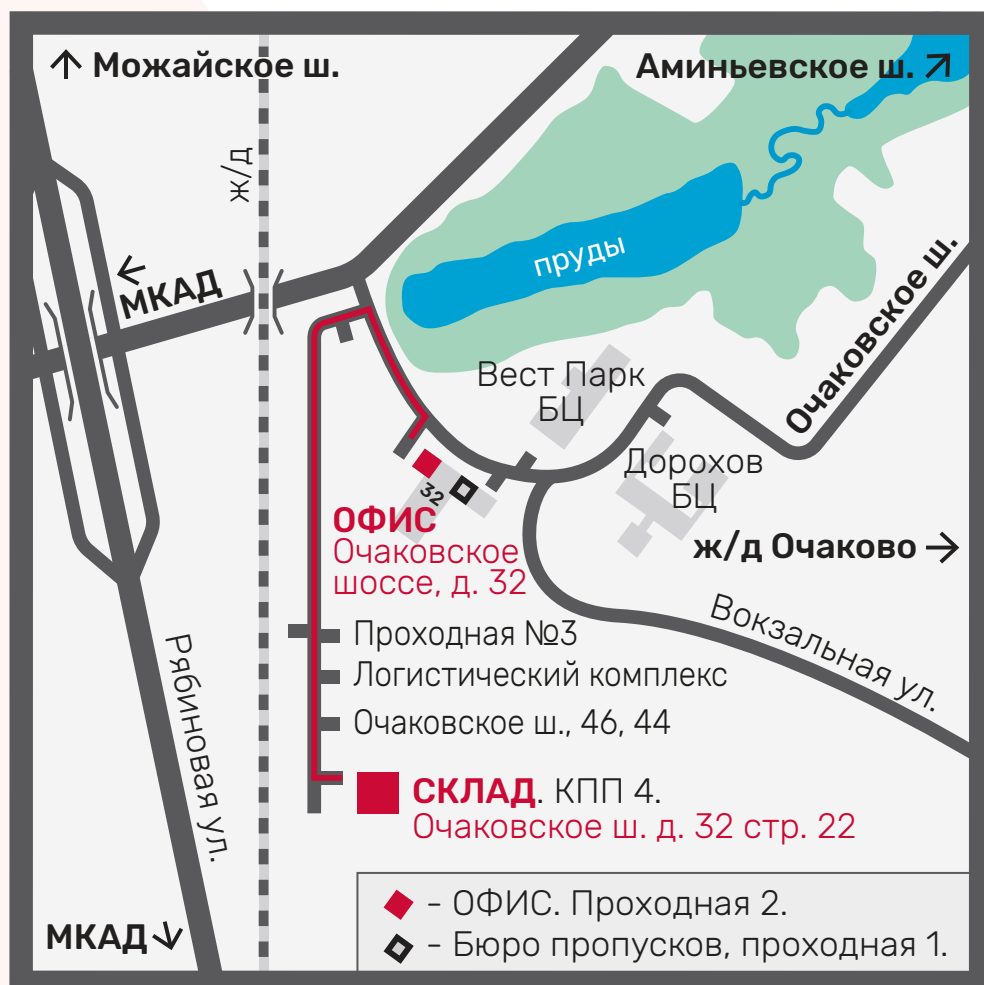 ↑ Можайское ш.
Аминьевское ш. ↗
ж/д
← МКАД
пруды
Очаковское ш.
Вест Парк
БЦ
Дорохов
БЦ
32
ОФИС
Очаковское
шоссе, д. 32
ж/д Очаково →
Вокзальная ул.
Проходная №3
Логистический комплекс
Очаковское ш., 46, 44
Рябиновая ул.
СКЛАД. КПП 4.
Очаковское ш. д. 32 стр. 22
МКАД ↓
- ОФИС. Проходная 2.
- Бюро пропусков, проходная 1.